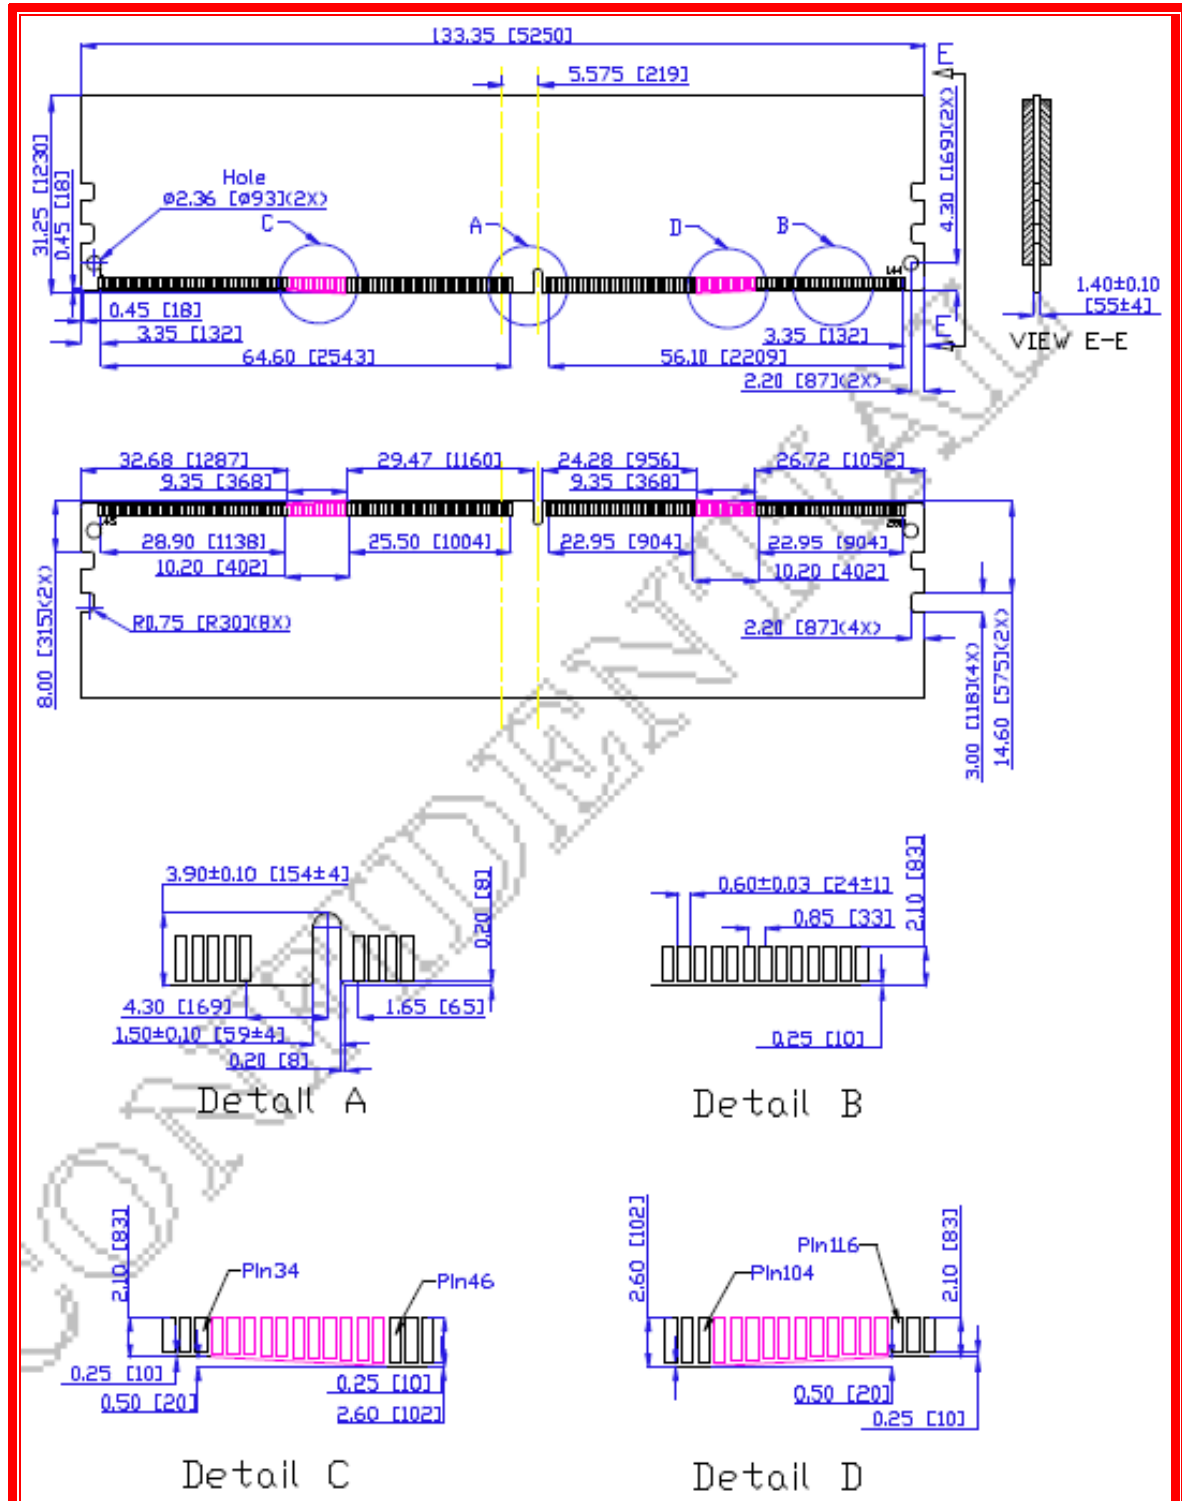 133.35 [5250]
5.575 [219]
E
31.25 [1230]
0.45 [18]
Hole
ø2.36 [ø93](2X)
C
A
D
B
4.30 [169](2X)
144
0.45 [18]
3.35 [132]
64.60 [2543]
3.35 [132]
56.10 [2209]
E
2.20 [87](2X)
1.40±0.10
[55±4]
VIEW E-E
32.68 [1287]
29.47 [1160]
24.28 [956]
26.72 [1052]
9.35 [368]
9.35 [368]
28.90 [1138]
25.50 [1004]
22.95 [904]
22.95 [904]
10.20 [402]
10.20 [402]
8.00 [315](2X)
R0.75 [R30](8X)
2.20 [87](4X)
3.00 [118](4X)
14.60 [575](2X)
CONFIDENTIAL
3.90±0.10 [154±4]
0.20 [8]
4.30 [169]
1.65 [65]
1.50±0.10 [59±4]
0.20 [8]
Detail A
0.60±0.03 [24±1]
0.85 [33]
2.10 [83]
0.25 [10]
Detail B
2.10 [83]
Pin34
Pin46
0.25 [10]
0.50 [20]
0.25 [10]
2.60 [102]
Detail C
2.60 [102]
Pin104
Pin116
2.10 [83]
0.50 [20]
0.25 [10]
Detail D